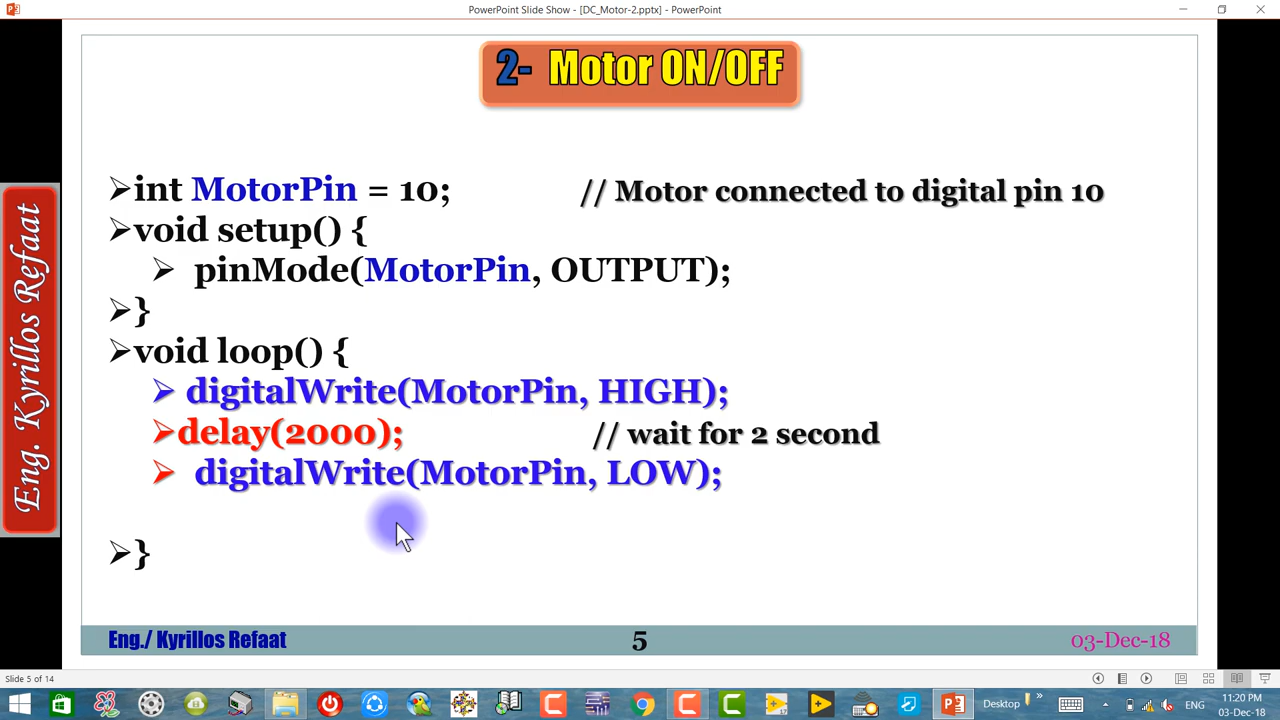 PowerPoint Slide Show - [DC_Motor-2.pptx] - PowerPoint
2- Motor ON/OFF
int MotorPin = 10; // Motor connected to digital pin 10
void setup() {
pinMode(MotorPin, OUTPUT);
}
void loop() {
digitalWrite(MotorPin, HIGH);
delay(2000); // wait for 2 second
digitalWrite(MotorPin, LOW);
}
Eng. Kyrillos Refaat
Eng./ Kyrillos Refaat 5 03-Dec-18
Slide 5 of 14
Desktop ENG 11:20 PM
03-Dec-18